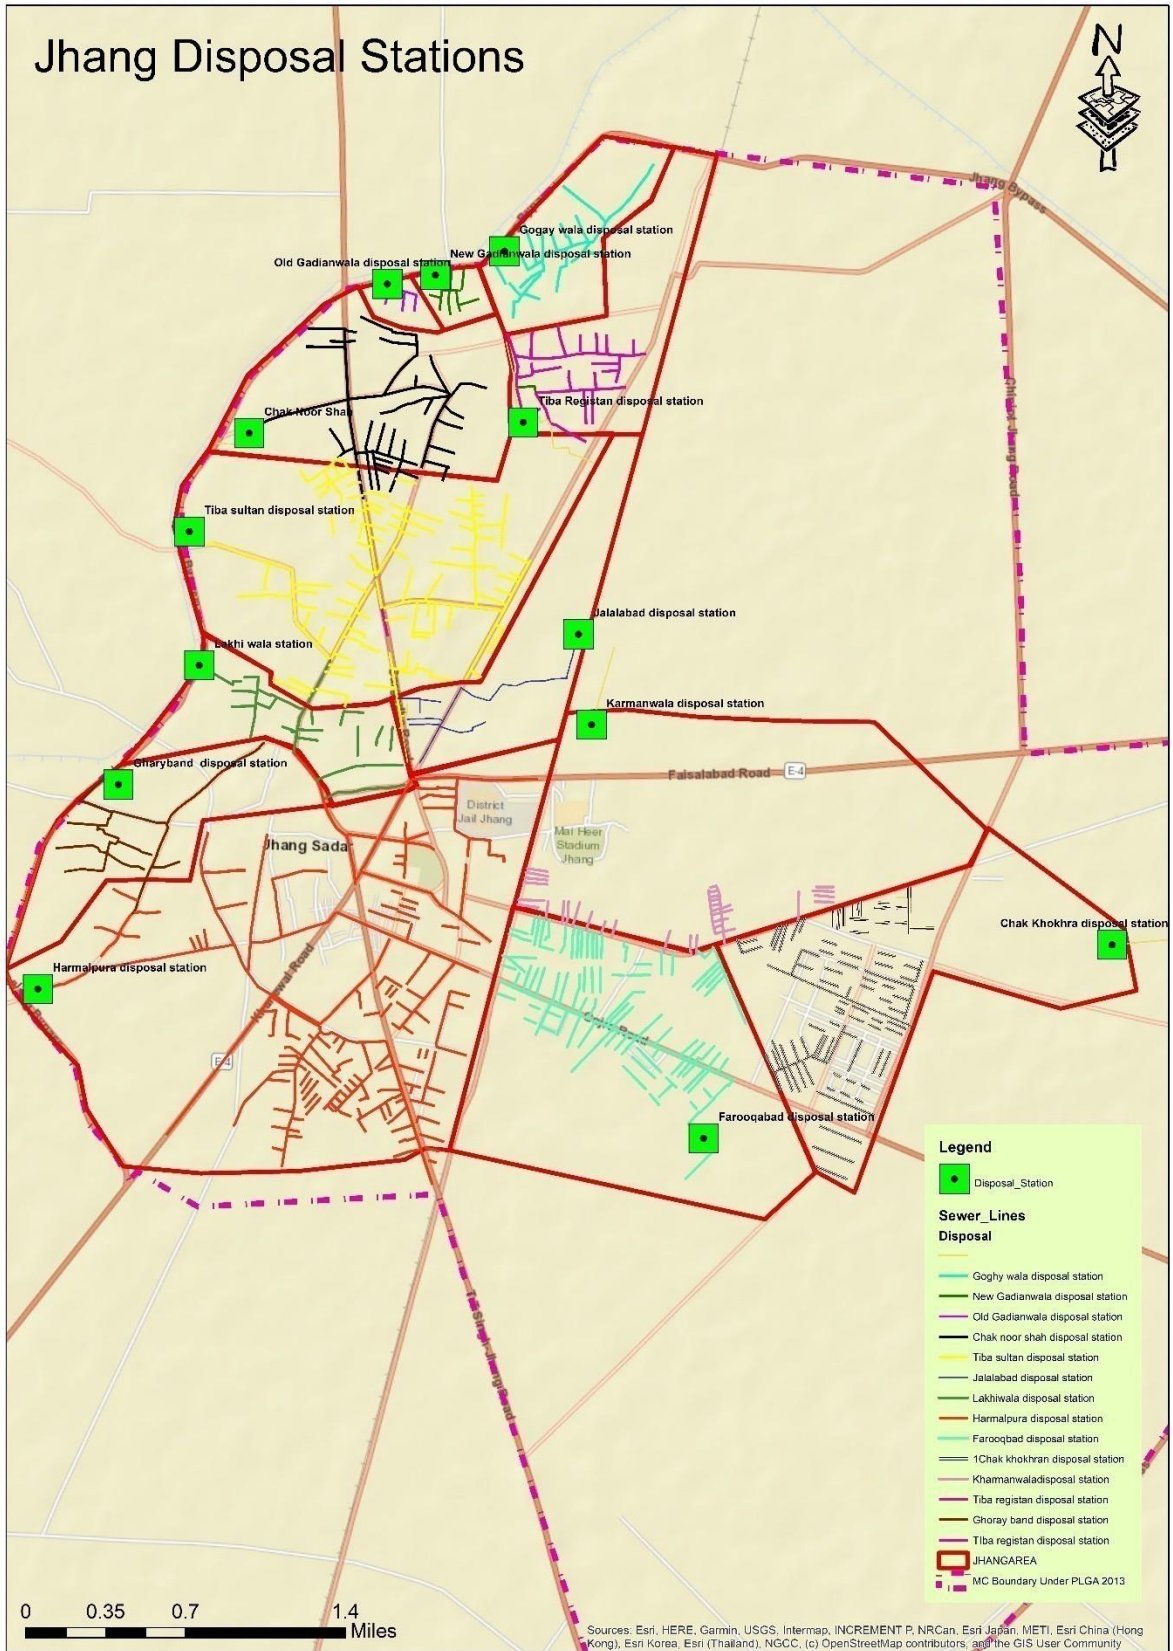 Jhang Disposal Stations
N
Jhang Bypass
Gogay wala disposal station
New Gadianwala disposal station
Old Gadianwala disposal station
Chiniot Jhang Road
Tiba Registan disposal station
Chak Noor Shah
Tiba sultan disposal station
Jalalabad disposal station
Lakhi wala station
Karmanwala disposal station
Gharyband disposal station
Faisalabad Road
E-4
District
Jail Jhang
Mai Heer
Stadium
Jhang
Jhang Sadar
Chak Khokhra disposal station
Harmalpura disposal station
E-4
Farooqabad disposal station
Legend
Disposal_Station
Sewer_Lines
Disposal
Goghy wala disposal station
New Gadianwala disposal station
Old Gadianwala disposal station
Chak noor shah disposal station
Tiba sultan disposal station
Jalalabad disposal station
Lakhiwala disposal station
Harmalpura disposal station
Farooqbad disposal station
1Chak khokhran disposal station
Kharmanwaladisposal station
Tiba registan disposal station
Ghoray band disposal station
TIba registan disposal station
JHANGAREA
MC Boundary Under PLGA 2013
0 0.35 0.7 1.4
Miles
Sources: Esri, HERE, Garmin, USGS, Intermap, INCREMENT P, NRCan, Esri Japan, METI, Esri China (Hong
Kong), Esri Korea, Esri (Thailand), NGCC, (c) OpenStreetMap contributors, and the GIS User Community